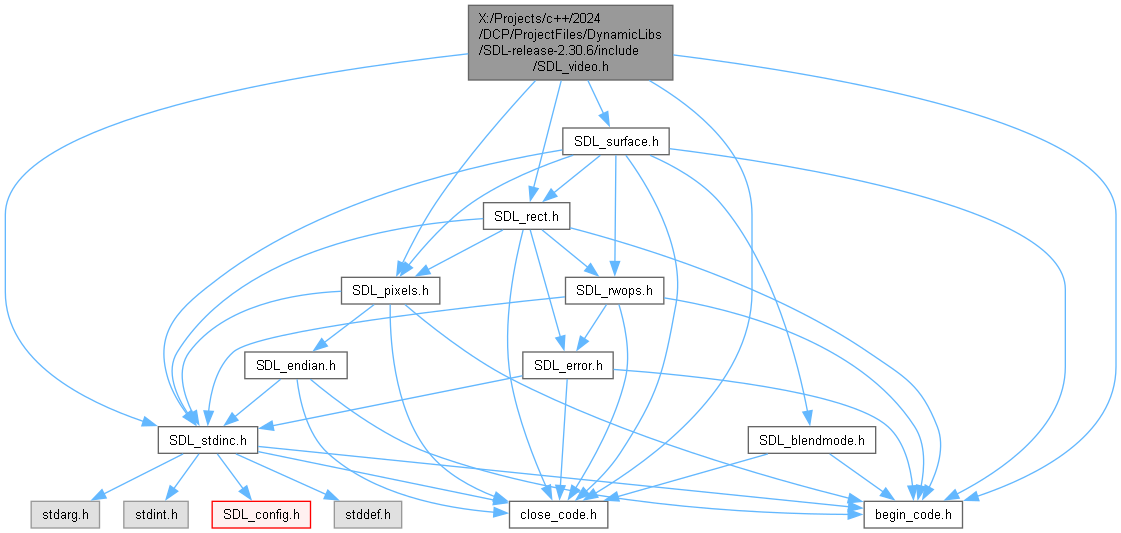 X:/Projects/c++/2024
/DCP/ProjectFiles/DynamicLibs
/SDL-release-2.30.6/include
/SDL_video.h
SDL_surface.h
SDL_rect.h
SDL_pixels.h
SDL_rwops.h
SDL_endian.h
SDL_error.h
SDL_stdinc.h
SDL_blendmode.h
stdarg.h
stdint.h
SDL_config.h
stddef.h
close_code.h
begin_code.h